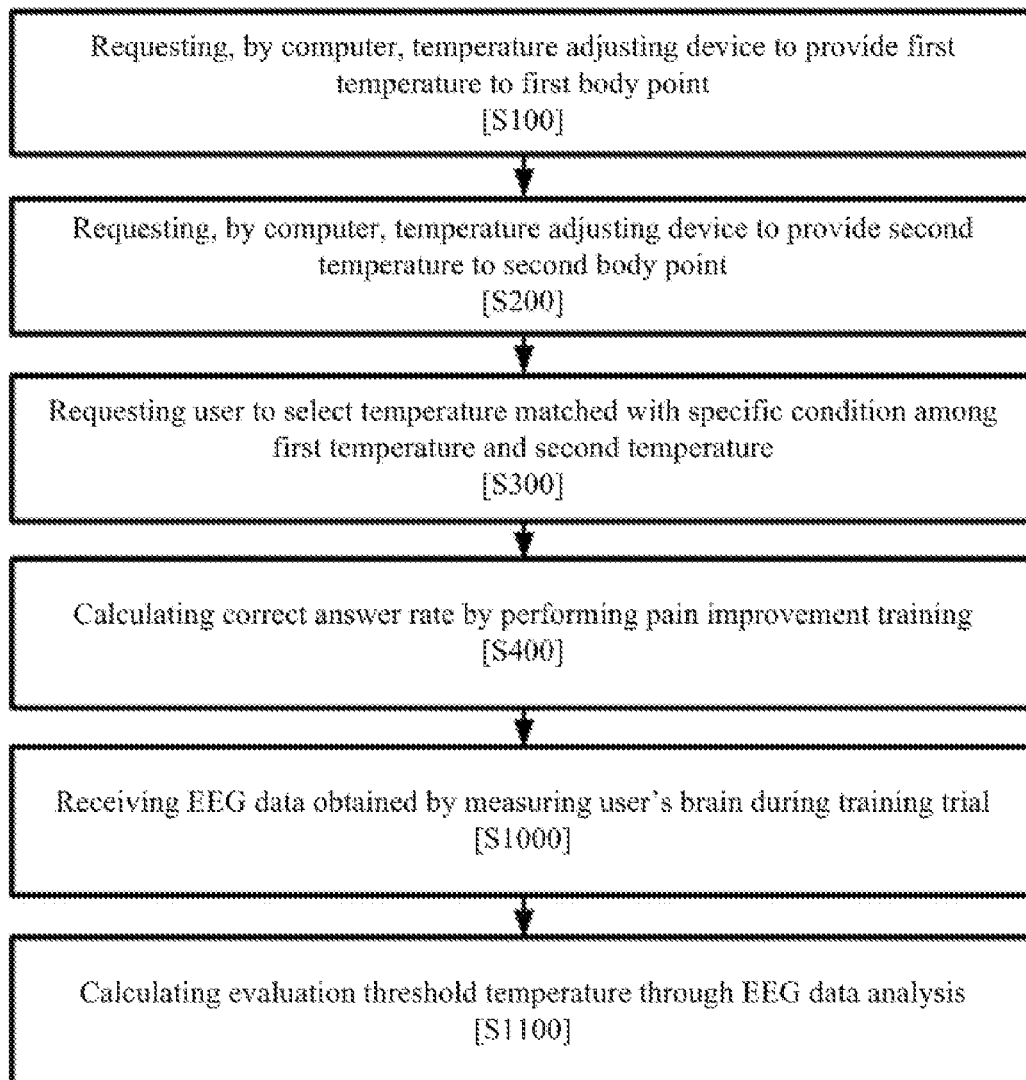 Requesting, by computer, temperature adjusting device to provide first
temperature to first body point
[S100]
Requesting, by computer, temperature adjusting device to provide second
temperature to second body point
[S200]
Requesting user to select temperature matched with specific condition among
first temperature and second temperature
[S300]
Calculating correct answer rate by performing pain improvement training
[S400]
Receiving EEG data obtained by measuring user's brain during training trial
[S1000]
Calculating evaluation threshold temperature through EEG data analysis
[S1100]